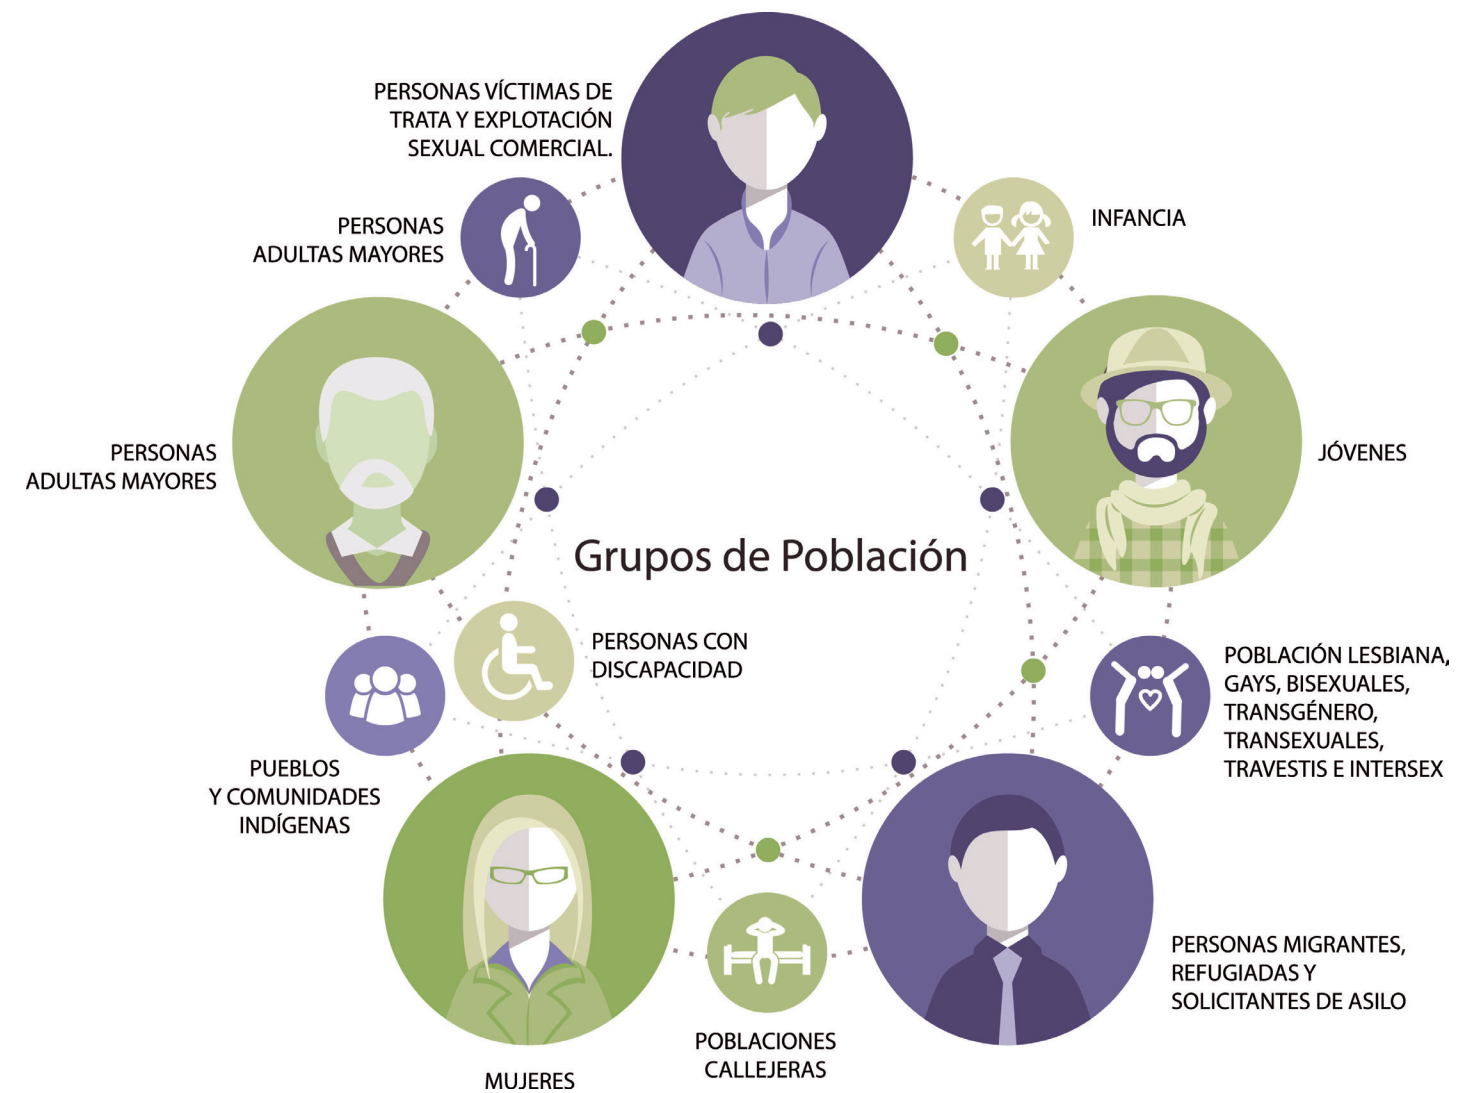 PERSONAS VÍCTIMAS DE
TRATA Y EXPLOTACIÓN
SEXUAL COMERCIAL.
PERSONAS
ADULTAS MAYORES
INFANCIA
PERSONAS
ADULTAS MAYORES
JÓVENES
Grupos de Población
PERSONAS CON
DISCAPACIDAD
POBLACIÓN LESBIANA,
GAYS, BISEXUALES,
TRANSGÉNERO,
TRANSEXUALES,
TRAVESTIS E INTERSEX
PUEBLOS
Y COMUNIDADES
INDÍGENAS
PERSONAS MIGRANTES,
REFUGIADAS Y
SOLICITANTES DE ASILO
POBLACIONES
CALLEJERAS
MUJERES